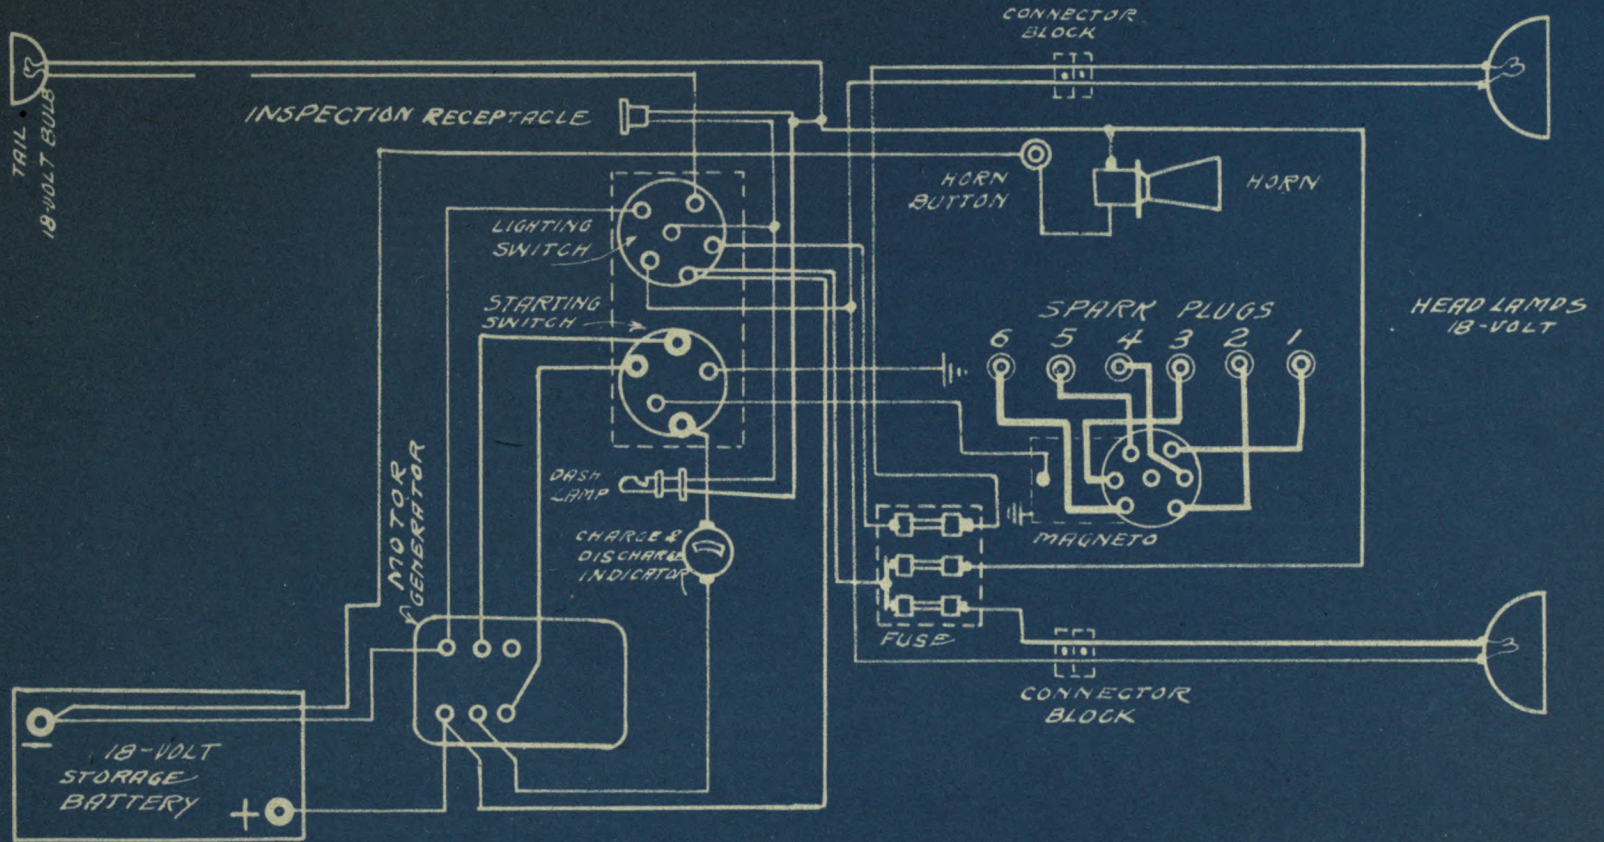 CONNECTOR
BLOCK
TAIL
18-VOLT BULB
INSPECTION RECEPTACLE
HORN
BUTTON
HORN
LIGHTING
SWITCH
STARTING
SWITCH
SPARK PLUGS
6 5 4 3 2 1
HEAD LAMPS
18-VOLT
MOTOR
GENERATOR
DASH
LAMP
CHARGE &
DISCHARGE
INDICATOR
MAGNETO
FUSE
CONNECTOR
BLOCK
-
18-VOLT
STORAGE
BATTERY
+